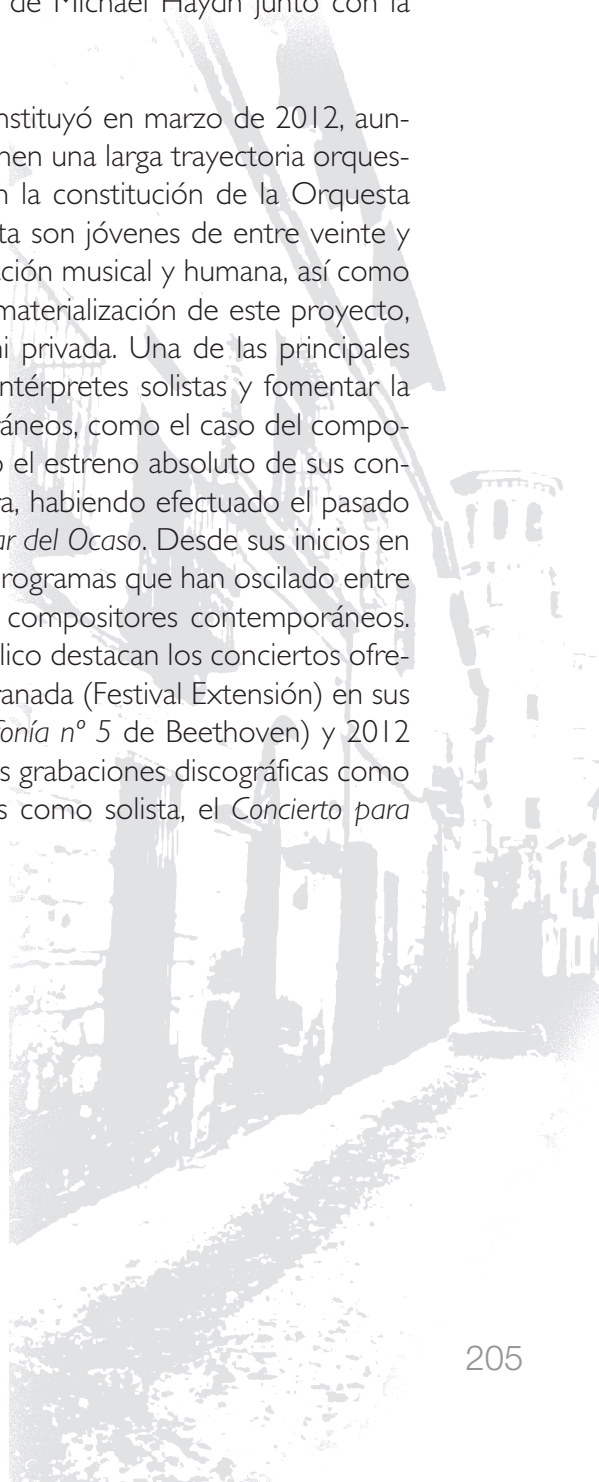 de Michael Haydn junto con la
nstituyó en marzo de 2012, aun-
nen una larga trayectoria orques-
n la constitución de la Orquesta
ta son jóvenes de entre veinte y
ción musical y humana, así como
materialización de este proyecto,
ni privada. Una de las principales
ntérpretes solistas y fomentar la
ráneos, como el caso del compo-
o el estreno absoluto de sus con-
ra, habiendo efectuado el pasado
ar del Ocaso. Desde sus inicios en
programas que han oscilado entre
compositores contemporáneos.
lico destacan los conciertos ofre-
ranada (Festival Extensión) en sus
fonía nº 5 de Beethoven) y 2012
s grabaciones discográficas como
s como solista, el Concierto para
205